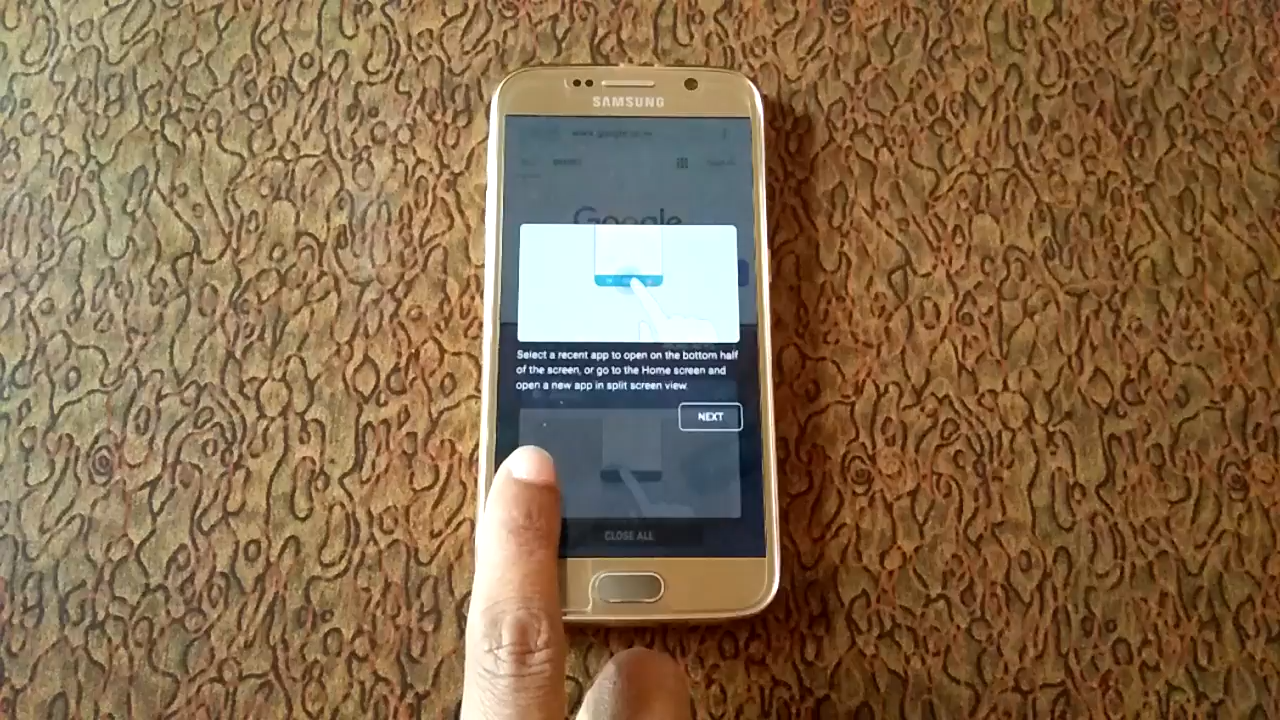 SAMSUNG
Google
Select a recent app to open on the bottom half
of the screen, or go to the Home screen and
open a new app in split screen view.
NEXT
CLOSE ALL